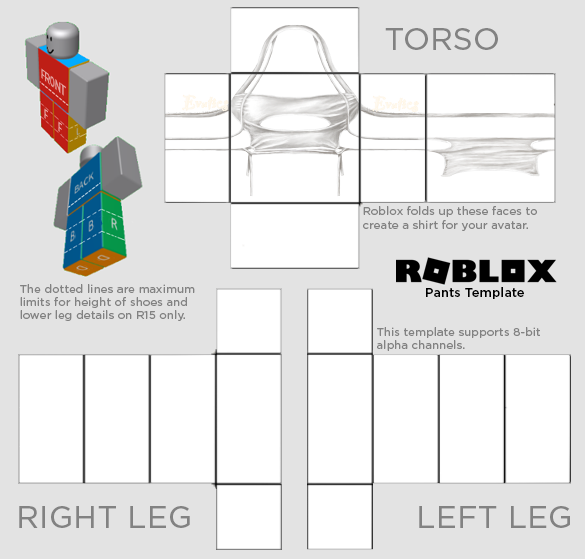 TORSO
FRONT
F
F
L
BACK
B
B
R
Roblox folds up these faces to
create a shirt for your avatar.
ROBLOX
Pants Template
The dotted lines are maximum
limits for height of shoes and
lower leg details on R15 only.
This template supports 8-bit
alpha channels.
RIGHT LEG
LEFT LEG